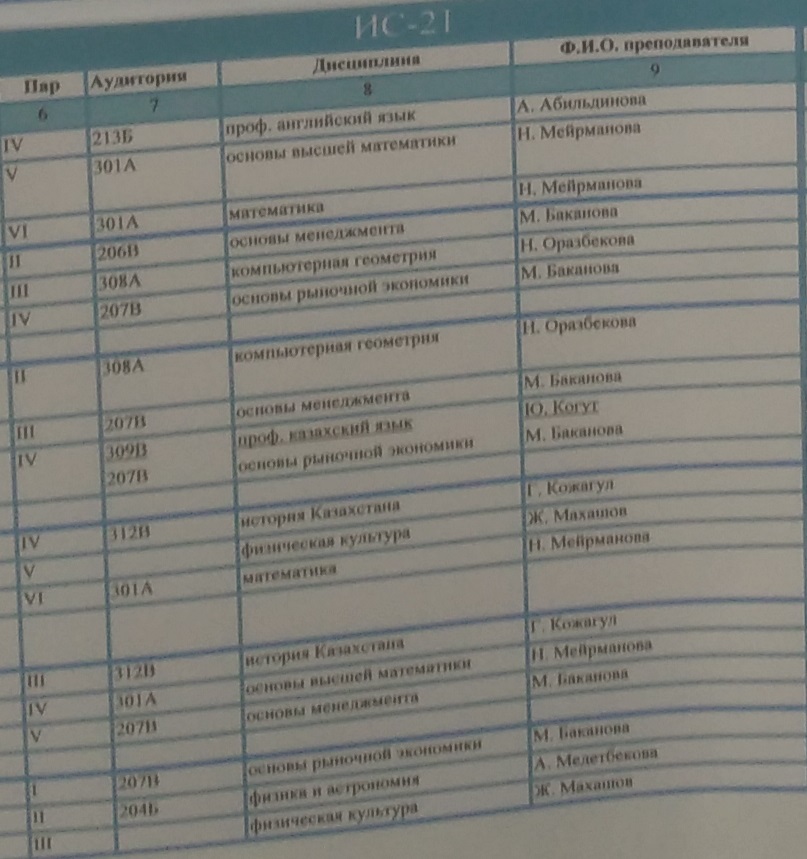 ИС-21
Пар Аудитория Дисциплина Ф.И.О. преподавателя
6 7 8 9
IV 213Б проф. английский язык А. Абильдинова
V 301А основы высшей математики Н. Мейрманова
VI 301А математика Н. Мейрманова
II 206В основы менеджмента М. Баканова
III 308А компьютерная геометрия Н. Оразбекова
IV 207В основы рыночной экономики М. Баканова
II 308А компьютерная геометрия Н. Оразбекова
III 207В основы менеджмента М. Баканова
IV 309В проф. казахский язык Ю. Когут
207В основы рыночной экономики М. Баканова
IV 312В история Казахстана Г. Кожагул
V физическая культура Ж. Махашов
VI 301А математика Н. Мейрманова
III 312В история Казахстана Г. Кожагул
IV 301А основы высшей математики Н. Мейрманова
V 207В основы менеджмента М. Баканова
I 207В основы рыночной экономики М. Баканова
II 204Б физика и астрономия А. Мелетбекова
III физическая культура Ж. Махашов